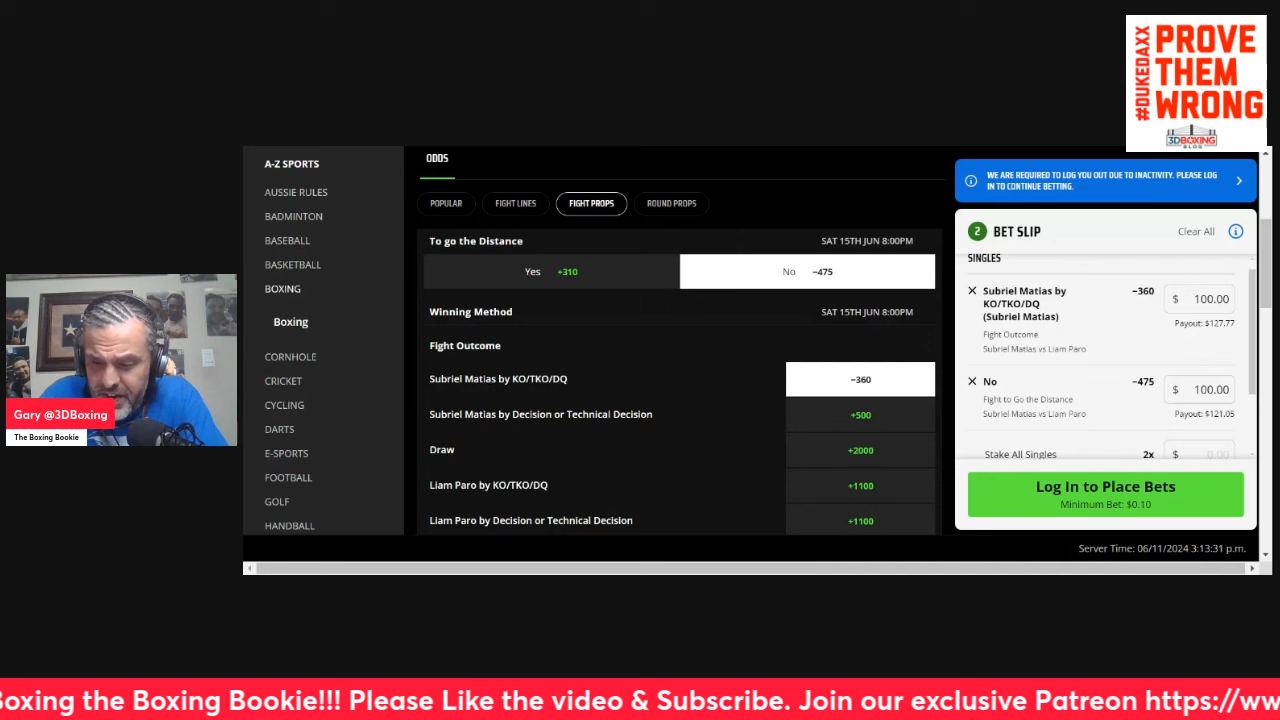 #DUKEDAXX
PROVE
THEM
WRONG
3DBOXING
BLOG
A-Z SPORTS
AUSSIE RULES
BADMINTON
BASEBALL
BASKETBALL
BOXING
Boxing
CORNHOLE
CRICKET
CYCLING
DARTS
E-SPORTS
FOOTBALL
GOLF
HANDBALL
ODDS
POPULAR FIGHT LINES FIGHT PROPS ROUND PROPS
To go the Distance SAT 15TH JUN 8:00PM
Yes +310 No −475
Winning Method SAT 15TH JUN 8:00PM
Fight Outcome
Subriel Matias by KO/TKO/DQ −360
Subriel Matias by Decision or Technical Decision +500
Draw +2000
Liam Paro by KO/TKO/DQ +1100
Liam Paro by Decision or Technical Decision +1100
WE ARE REQUIRED TO LOG YOU OUT DUE TO INACTIVITY. PLEASE LOG
IN TO CONTINUE BETTING.
2 BET SLIP Clear All
SINGLES
Subriel Matias by −360 $ 100.00
KO/TKO/DQ
(Subriel Matias) Payout: $127.77
Fight Outcome
Subriel Matias vs Liam Paro
No −475 $ 100.00
Fight to Go the Distance
Subriel Matias vs Liam Paro Payout: $121.05
Stake All Singles 2x $ 0.00
Log In to Place Bets
Minimum Bet: $0.10
Server Time: 06/11/2024 3:13:31 p.m.
Gary @3DBoxing
The Boxing Bookie
Boxing the Boxing Bookie!!! Please Like the video & Subscribe. Join our exclusive Patreon https://ww